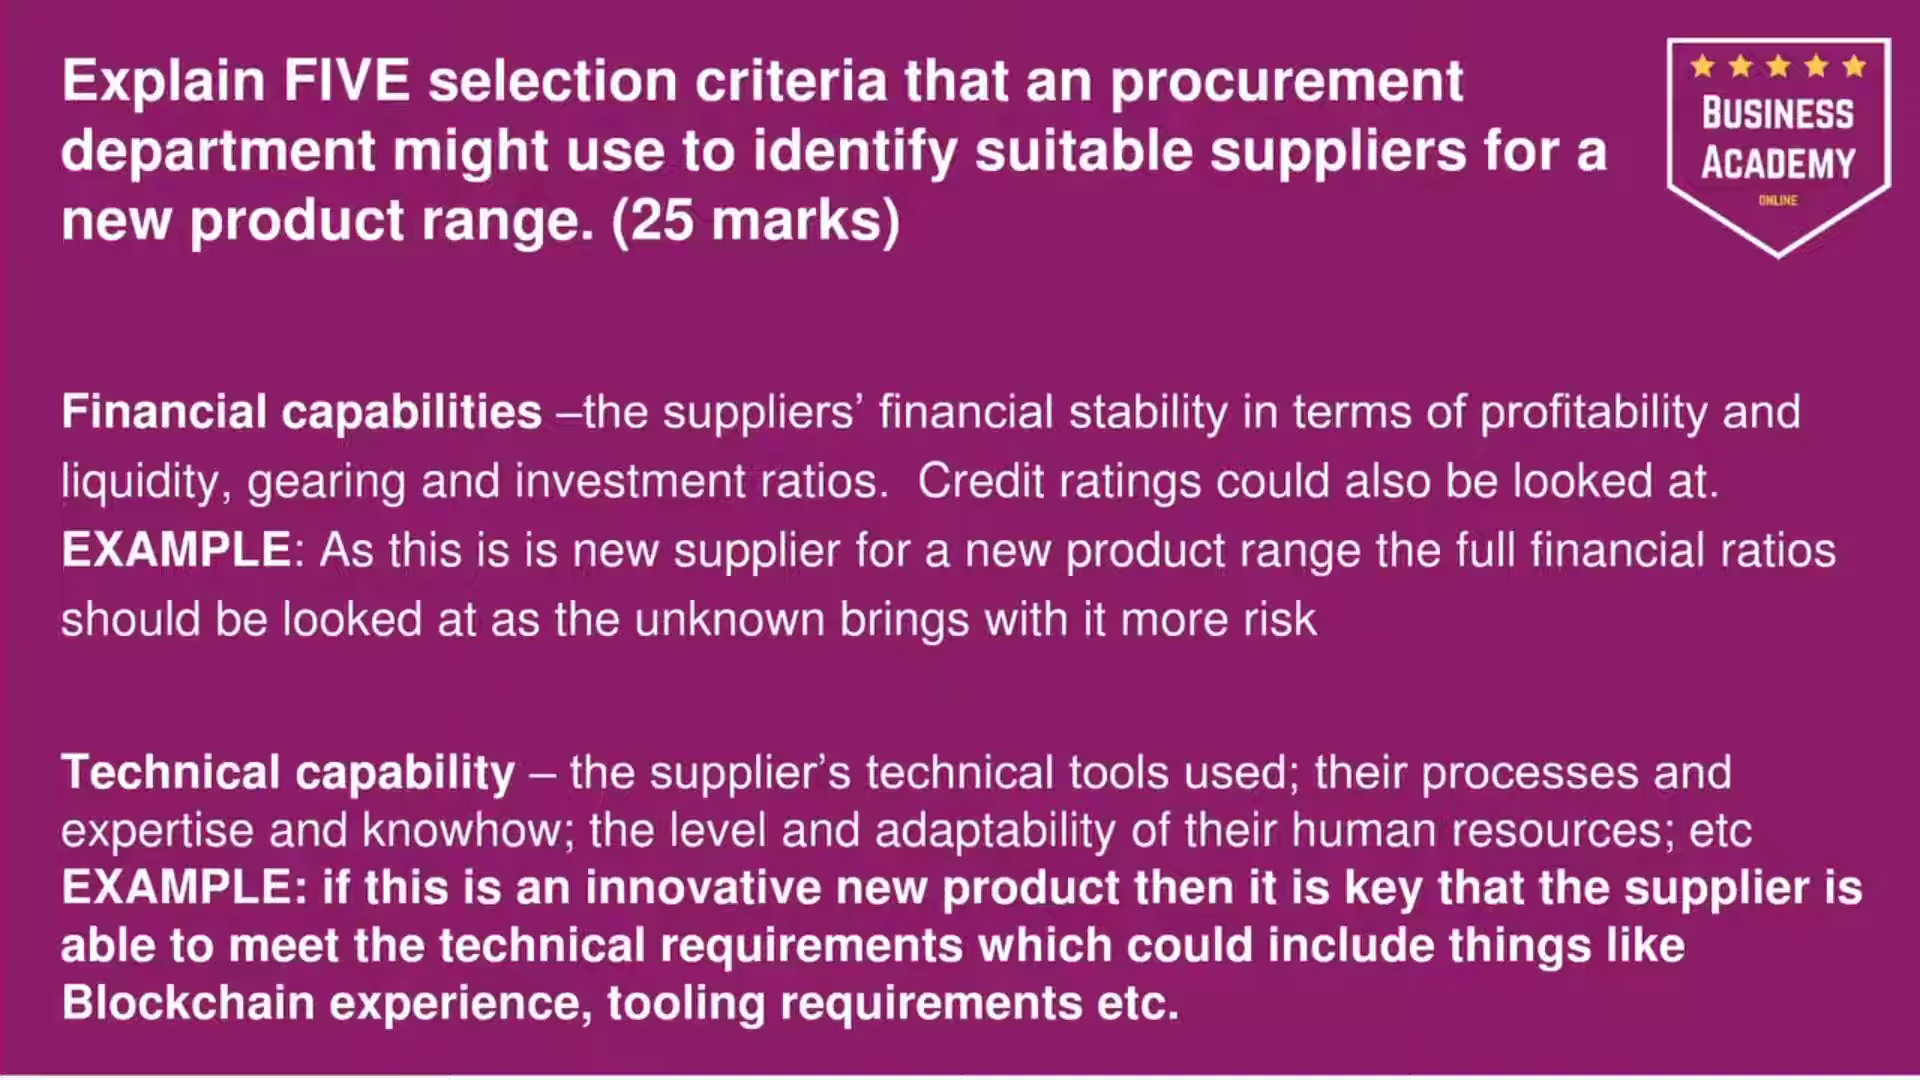 Explain FIVE selection criteria that an procurement
department might use to identify suitable suppliers for a
new product range. (25 marks)
BUSINESS
ACADEMY
ONLINE
Financial capabilities –the suppliers’ financial stability in terms of profitability and
liquidity, gearing and investment ratios.  Credit ratings could also be looked at.
EXAMPLE: As this is is new supplier for a new product range the full financial ratios
should be looked at as the unknown brings with it more risk
Technical capability – the supplier’s technical tools used; their processes and
expertise and knowhow; the level and adaptability of their human resources; etc
EXAMPLE: if this is an innovative new product then it is key that the supplier is
able to meet the technical requirements which could include things like
Blockchain experience, tooling requirements etc.